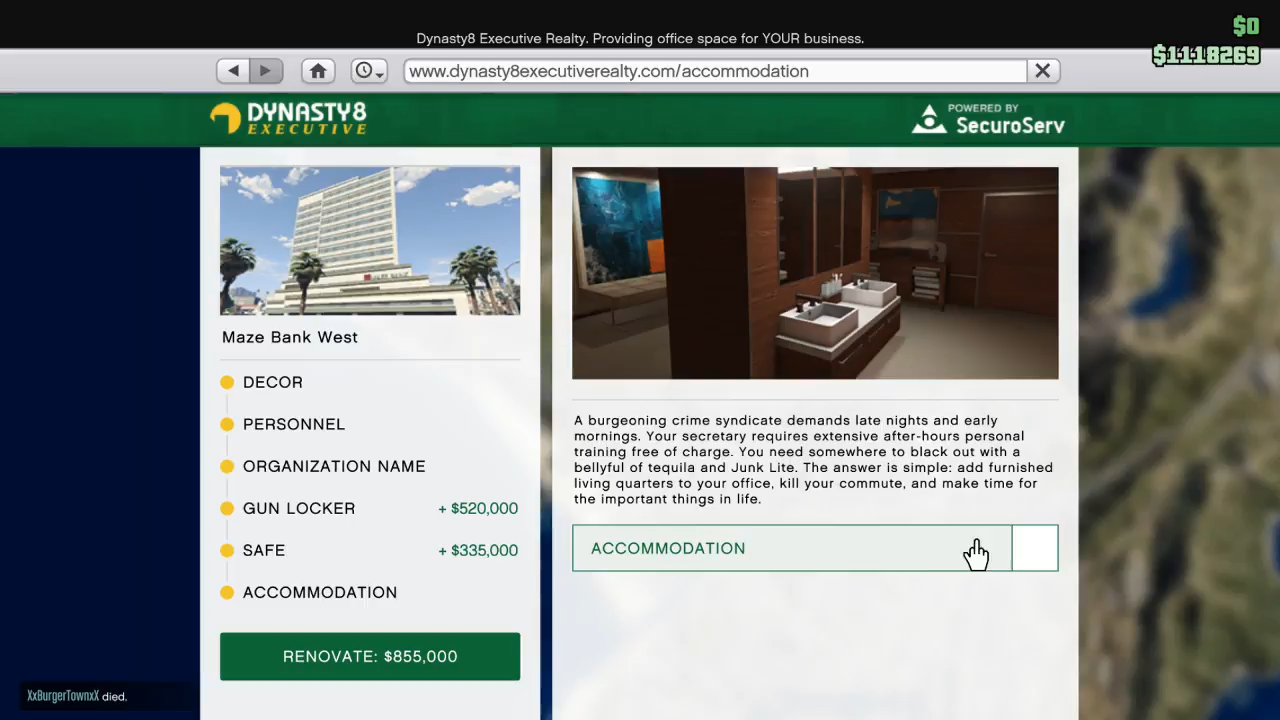 $0
Dynasty8 Executive Realty. Providing office space for YOUR business.
$1118269
www.dynasty8executiverealty.com/accommodation
DYNASTY8
EXECUTIVE
POWERED BY
SecuroServ
MAZE BANK
Maze Bank West
DECOR
PERSONNEL
ORGANIZATION NAME
GUN LOCKER + $520,000
SAFE + $335,000
ACCOMMODATION
RENOVATE: $855,000
A burgeoning crime syndicate demands late nights and early
mornings. Your secretary requires extensive after-hours personal
training free of charge. You need somewhere to black out with a
bellyful of tequila and Junk Lite. The answer is simple: add furnished
living quarters to your office, kill your commute, and make time for
the important things in life.
ACCOMMODATION
XxBurgerTownxX died.